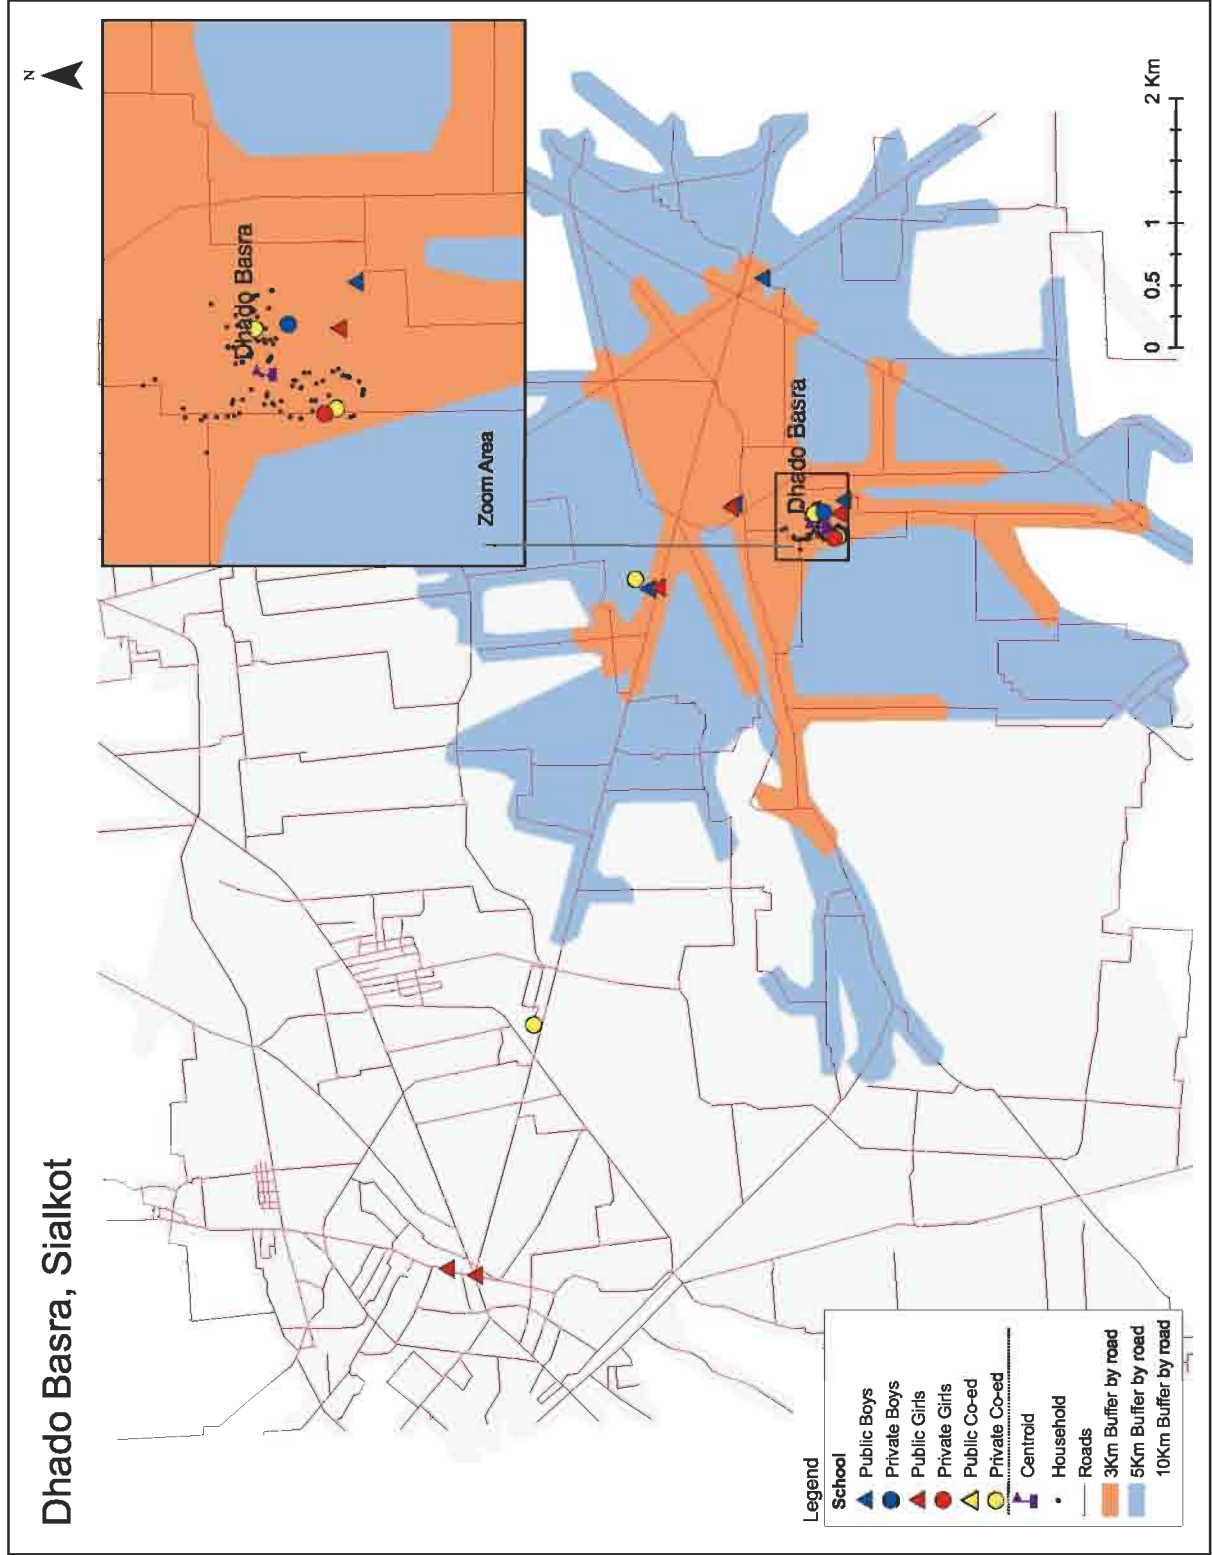 Dhado Basra, Sialkot
N
Dhado Basra
Zoom Area
Dhado Basra
0 0.5 1 2 Km
Legend
School
Public Boys
Private Boys
Public Girls
Private Girls
Public Co-ed
Private Co-ed
Centroid
Household
Roads
3Km Buffer by road
5Km Buffer by road
10Km Buffer by road